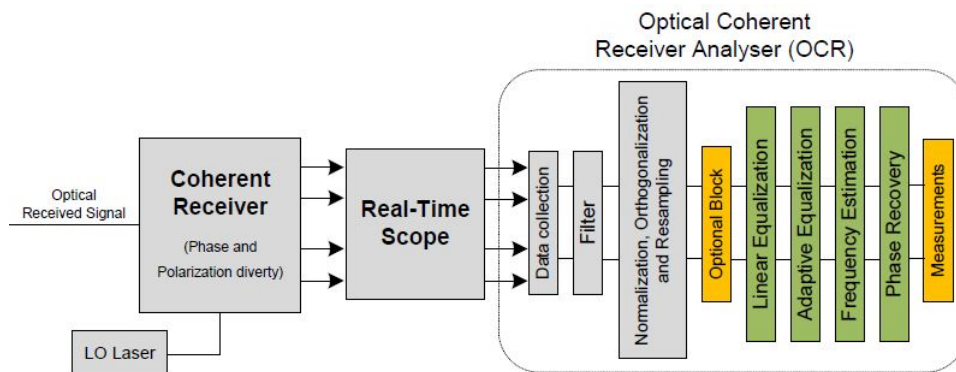 Optical Coherent
Receiver Analyser (OCR)
Optical
Received Signal
Coherent
Receiver
(Phase and
Polarization diverty)
LO Laser
Real-Time
Scope
Data collection
Filter
Normalization, Orthogonalization
and Resampling
Optional Block
Linear Equalization
Adaptive Equalization
Frequency Estimation
Phase Recovery
Measurements